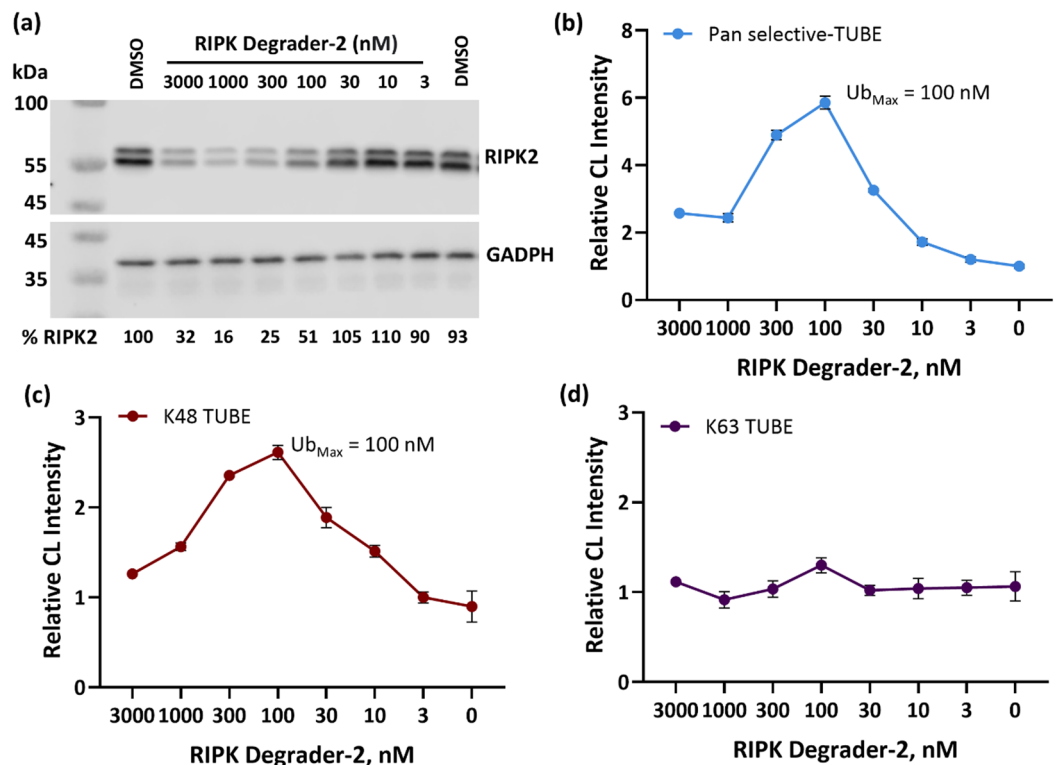 (a)
RIPK Degrader-2 (nM)
kDa DMSO 3000 1000 300 100 30 10 3 DMSO
100
RIPK2
55
45
45
GADPH
35
% RIPK2 100 32 16 25 51 105 110 90 93
(b)
Pan selective-TUBE
UbMax = 100 nM
Relative CL Intensity
8
6
4
2
0
3000 1000 300 100 30 10 3 0
RIPK Degrader-2, nM
(c)
K48 TUBE
UbMax = 100 nM
Relative CL Intensity
3
2
1
0
3000 1000 300 100 30 10 3 0
RIPK Degrader-2, nM
(d)
K63 TUBE
Relative CL Intensity
3
2
1
0
3000 1000 300 100 30 10 3 0
RIPK Degrader-2, nM